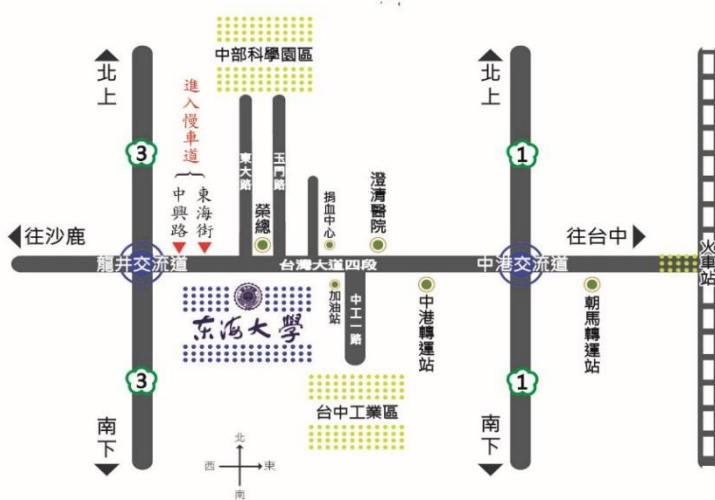 中部科學園區
北上
北上
進入慢車道
3
1
東大路
玉門路
中興路
東海街
榮總
捐血中心
澄清醫院
往沙鹿
往台中
火車站
龍井交流道
台灣大道四段
中港交流道
东海大學
加油站
中工一路
中港轉運站
朝馬轉運站
3
1
台中工業區
南下
南下
北
西
東
南